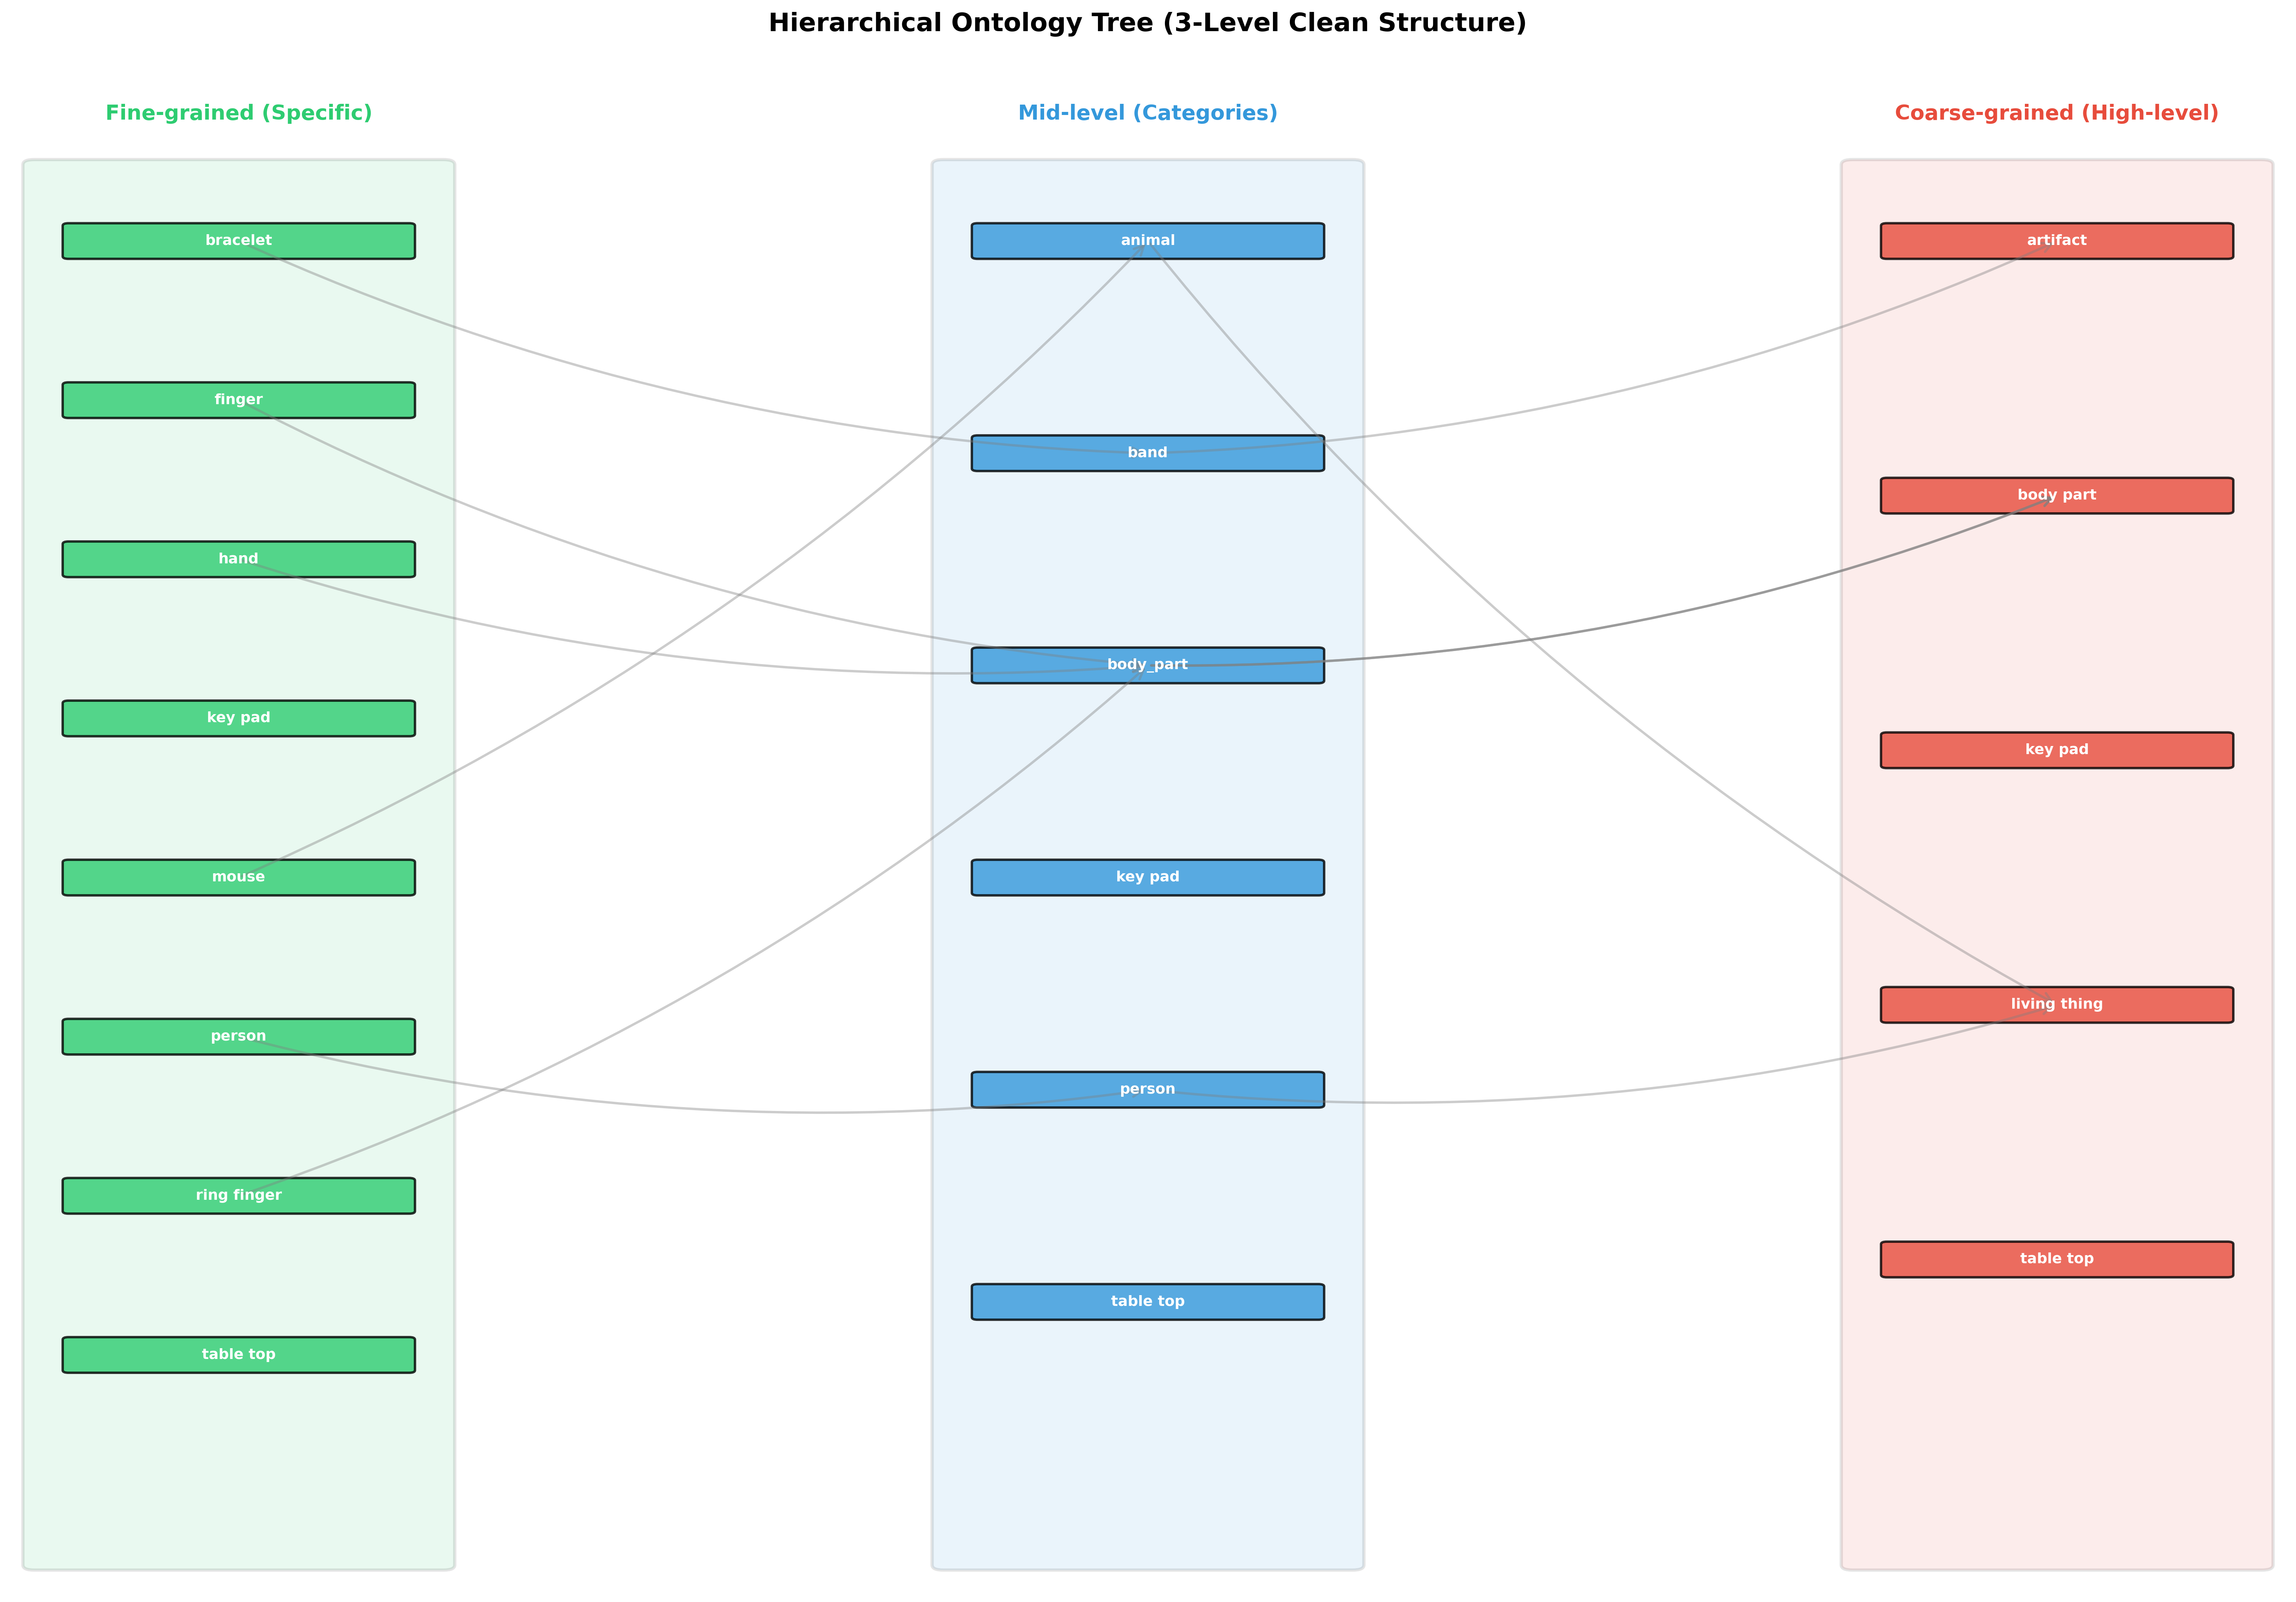 Hierarchical Ontology Tree (3-Level Clean Structure)
Fine-grained (Specific)
bracelet
finger
hand
key pad
mouse
person
ring finger
table top
Mid-level (Categories)
animal
band
body_part
key pad
person
table top
Coarse-grained (High-level)
artifact
body part
key pad
living thing
table top